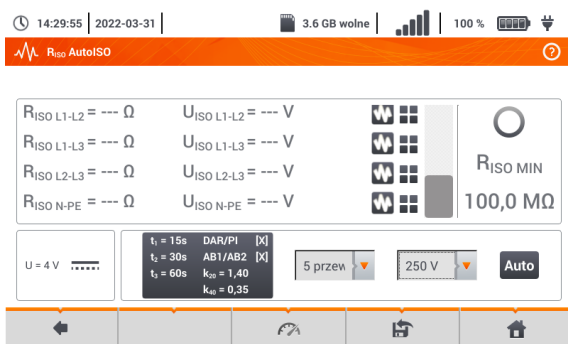 14:29:55 2022-03-31 3.6 GB wolne 100 %
RISO AutoISO
RISO L1-L2 = --- Ω UISO L1-L2 = --- V
RISO L1-L3 = --- Ω UISO L1-L3 = --- V
RISO L2-L3 = --- Ω UISO L2-L3 = --- V
RISO N-PE = --- Ω UISO N-PE = --- V
RISO MIN
100,0 MΩ
U = 4 V
t₁ = 15s DAR/PI [X]
t₂ = 30s AB1/AB2 [X]
t₃ = 60s k₂₀ = 1,40
k₄₀ = 0,35
5 przew
250 V
Auto